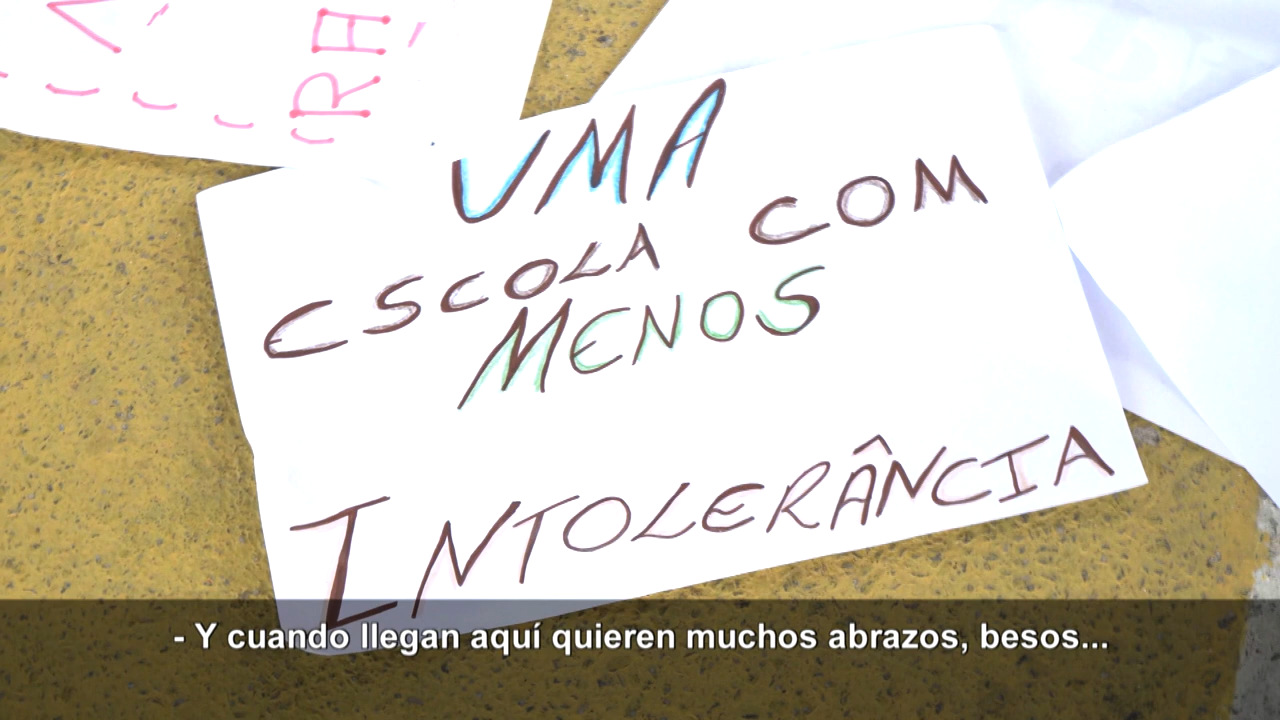 UMA
ESCOLA COM
MENOS
INTOLERÂNCIA
- Y cuando llegan aquí quieren muchos abrazos, besos...